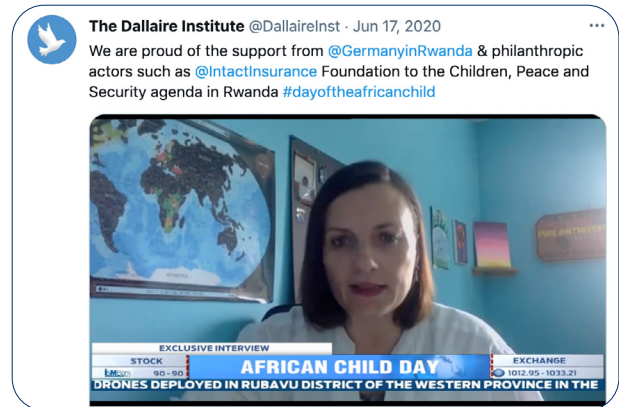 The Dallaire Institute @DallaireInst · Jun 17, 2020
We are proud of the support from @GermanyinRwanda & philanthropic
actors such as @IntactInsurance Foundation to the Children, Peace and
Security agenda in Rwanda #dayoftheafricanchild
EXCLUSIVE INTERVIEW
STOCK
I&M Bank 90 - 90
AFRICAN CHILD DAY
EXCHANGE
1012.95 - 1033.21
DRONES DEPLOYED IN RUBAVU DISTRICT OF THE WESTERN PROVINCE IN THE